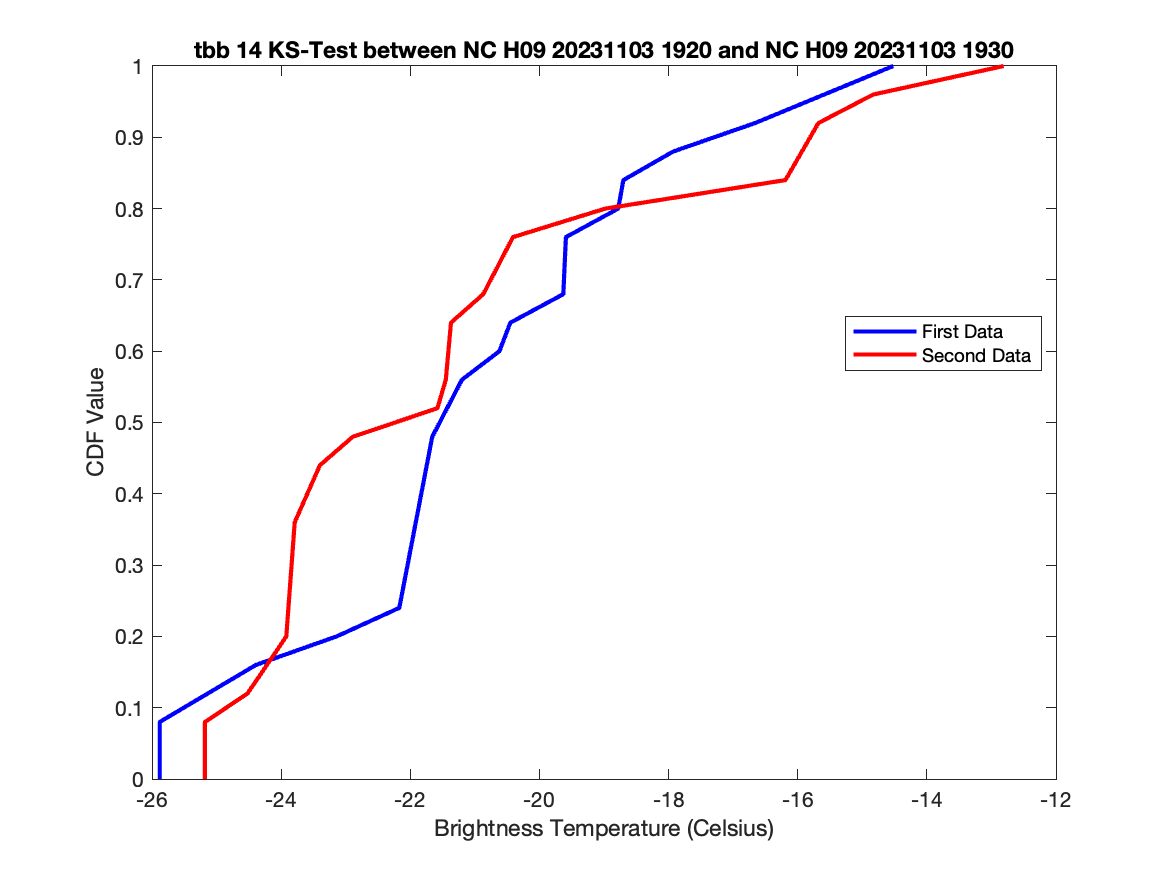 tbb 14 KS-Test between NC H09 20231103 1920 and NC H09 20231103 1930
1
0.9
0.8
0.7
0.6
0.5
0.4
0.3
0.2
0.1
0
CDF Value
First Data
Second Data
-26 -24 -22 -20 -18 -16 -14 -12
Brightness Temperature (Celsius)